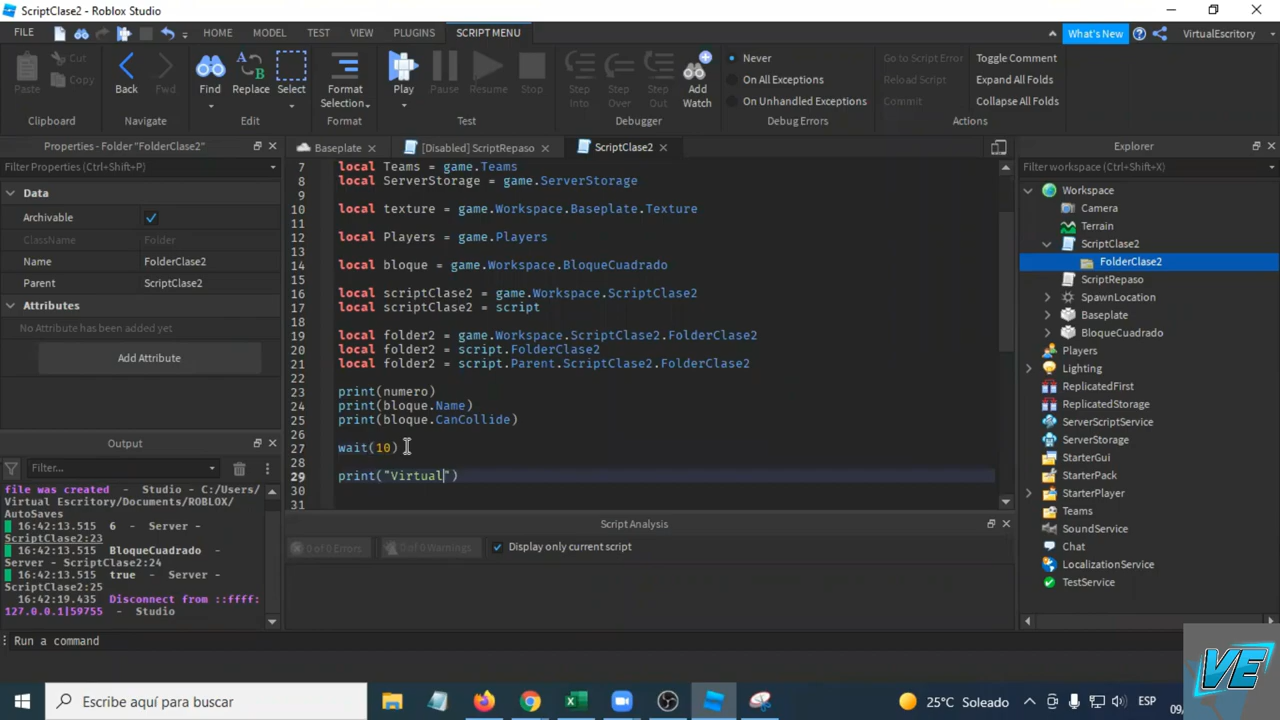 ScriptClase2 - Roblox Studio
FILE HOME MODEL TEST VIEW PLUGINS SCRIPT MENU What's New VirtualEscritory
Paste Cut Copy Back Fwd Find Replace Select Format Selection... Play Pause Resume Stop Step Into Step Over Step Out Add Watch
Never
On All Exceptions
On Unhandled Exceptions
Go to Script Error
Reload Script
Commit
Toggle Comment
Expand All Folds
Collapse All Folds
Clipboard Navigate Edit Format Test Debugger Debug Errors Actions
Properties - Folder "FolderClase2"
Filter Properties (Ctrl+Shift+P)
Data
Archivable
ClassName Folder
Name FolderClase2
Parent ScriptClase2
Attributes
No Attribute has been added yet
Add Attribute
Output
Filter...
file was created - Studio - C:/Users/
Virtual Escritory/Documents/ROBLOX/
AutoSaves
16:42:13.515 6 - Server -
ScriptClase2:23
16:42:13.515 BloqueCuadrado -
Server - ScriptClase2:24
16:42:13.515 true - Server -
ScriptClase2:25
16:42:19.435 Disconnect from ::ffff:
127.0.0.1|59755 - Studio
Baseplate [Disabled] ScriptRepaso ScriptClase2
7 local Teams = game.Teams
8 local ServerStorage = game.ServerStorage
9
10 local texture = game.Workspace.Baseplate.Texture
11
12 local Players = game.Players
13
14 local bloque = game.Workspace.BloqueCuadrado
15
16 local scriptClase2 = game.Workspace.ScriptClase2
17 local scriptClase2 = script
18
19 local folder2 = game.Workspace.ScriptClase2.FolderClase2
20 local folder2 = script.FolderClase2
21 local folder2 = script.Parent.ScriptClase2.FolderClase2
22
23 print(numero)
24 print(bloque.Name)
25 print(bloque.CanCollide)
26
27 wait(10)
28
29 print("Virtual")
30
31
Script Analysis
0 of 0 Errors 0 of 0 Warnings Display only current script
Explorer
Filter workspace (Ctrl+Shift+X)
Workspace
Camera
Terrain
ScriptClase2
FolderClase2
ScriptRepaso
SpawnLocation
Baseplate
BloqueCuadrado
Players
Lighting
ReplicatedFirst
ReplicatedStorage
ServerScriptService
ServerStorage
StarterGui
StarterPack
StarterPlayer
Teams
SoundService
Chat
LocalizationService
TestService
Run a command
VE
Escribe aquí para buscar
25°C Soleado ESP
09/